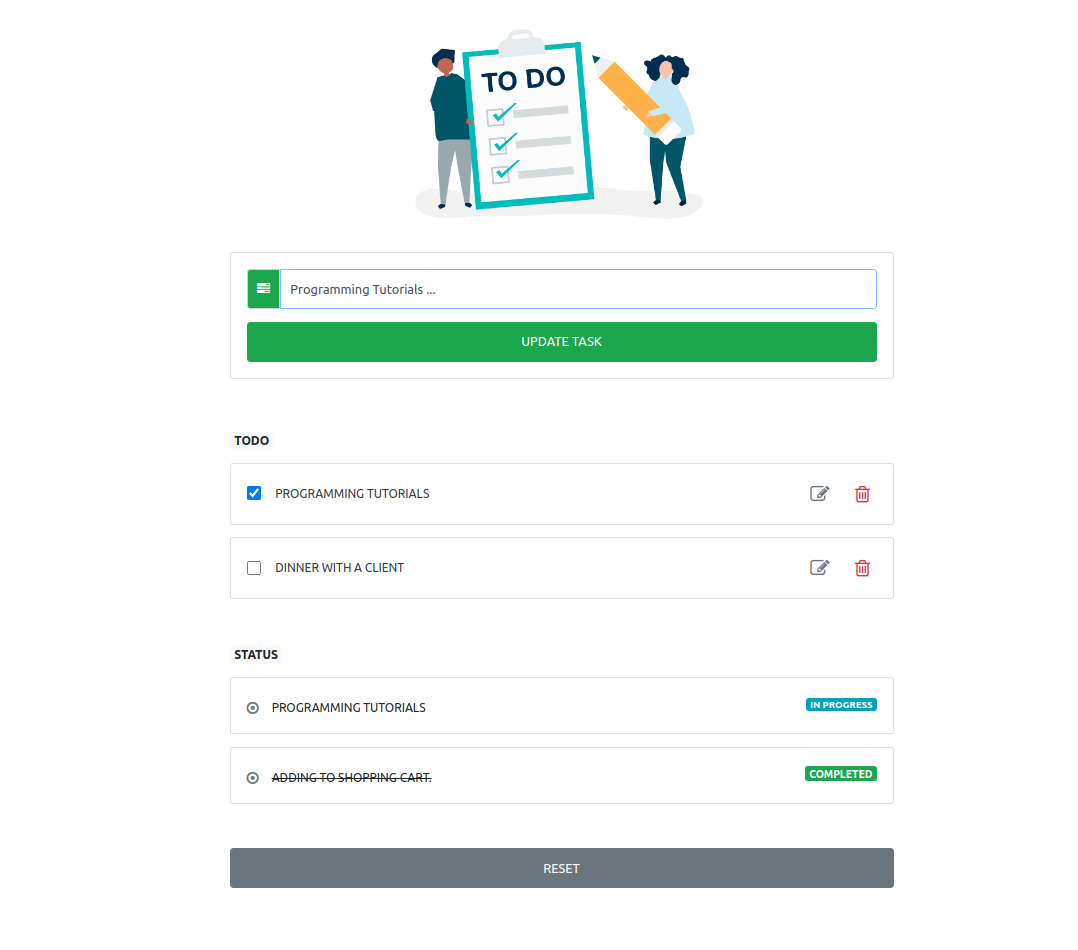 TO DO
Programming Tutorials ...
UPDATE TASK
TODO
PROGRAMMING TUTORIALS
DINNER WITH A CLIENT
STATUS
PROGRAMMING TUTORIALS IN PROGRESS
ADDING TO SHOPPING CART. COMPLETED
RESET